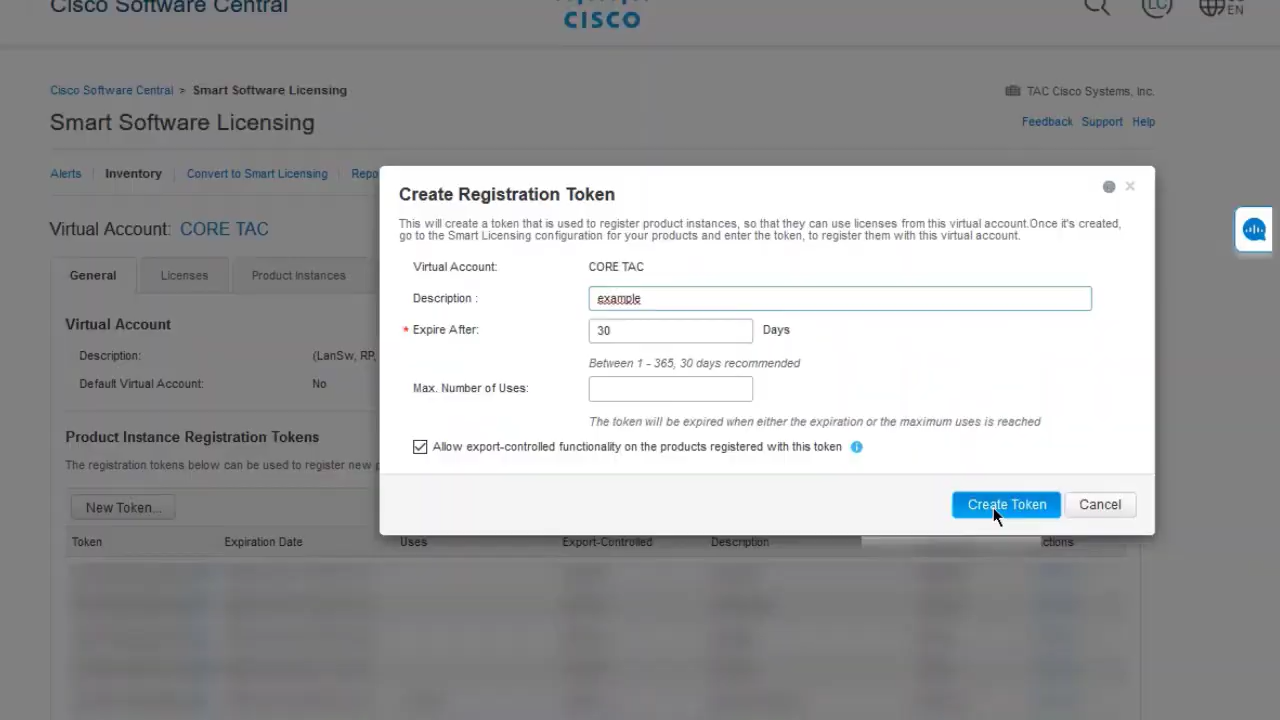 Cisco Software Central
CISCO
LC
EN
Cisco Software Central > Smart Software Licensing
TAC Cisco Systems, Inc.
Smart Software Licensing
Feedback Support Help
Alerts Inventory Convert to Smart Licensing Repo
Create Registration Token
This will create a token that is used to register product instances, so that they can use licenses from this virtual account.Once it's created,
go to the Smart Licensing configuration for your products and enter the token, to register them with this virtual account.
Virtual Account: CORE TAC
General Licenses Product Instances
Virtual Account: CORE TAC
Description : example
* Expire After: 30 Days
Between 1 - 365, 30 days recommended
Max. Number of Uses:
The token will be expired when either the expiration or the maximum uses is reached
Allow export-controlled functionality on the products registered with this token
Create Token Cancel
Virtual Account
Description: (LanSw, RP,
Default Virtual Account: No
Product Instance Registration Tokens
The registration tokens below can be used to register new p
New Token...
Token Expiration Date Uses Export-Controlled Description ctions